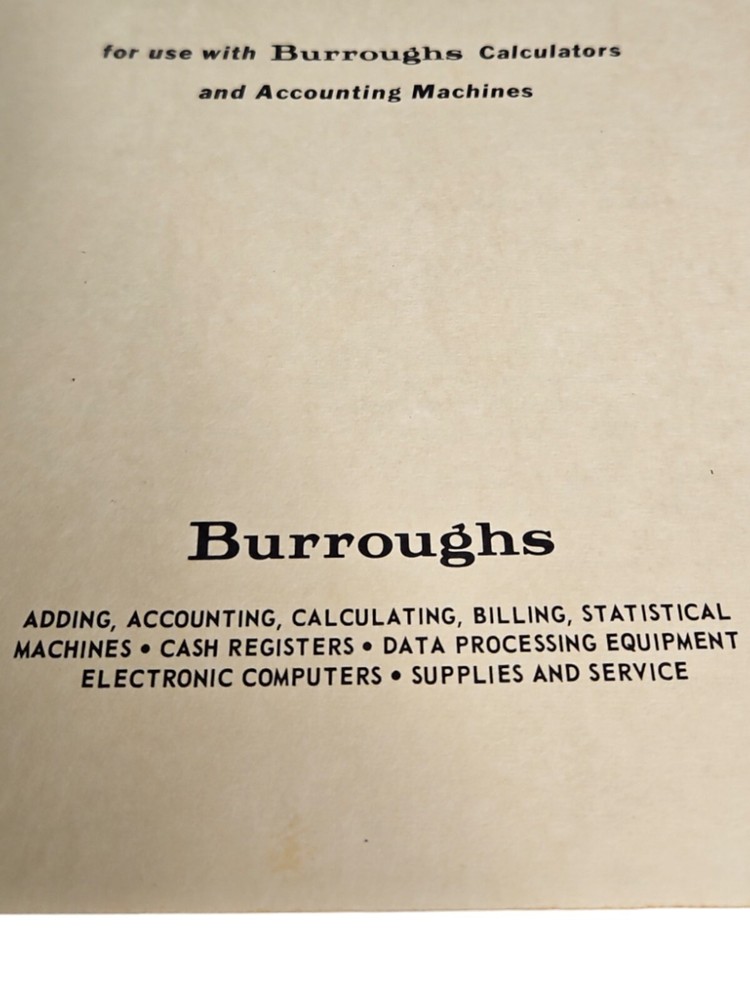 for use with Burroughs Calculators
and Accounting Machines
Burroughs
ADDING, ACCOUNTING, CALCULATING, BILLING, STATISTICAL
MACHINES • CASH REGISTERS • DATA PROCESSING EQUIPMENT
ELECTRONIC COMPUTERS • SUPPLIES AND SERVICE